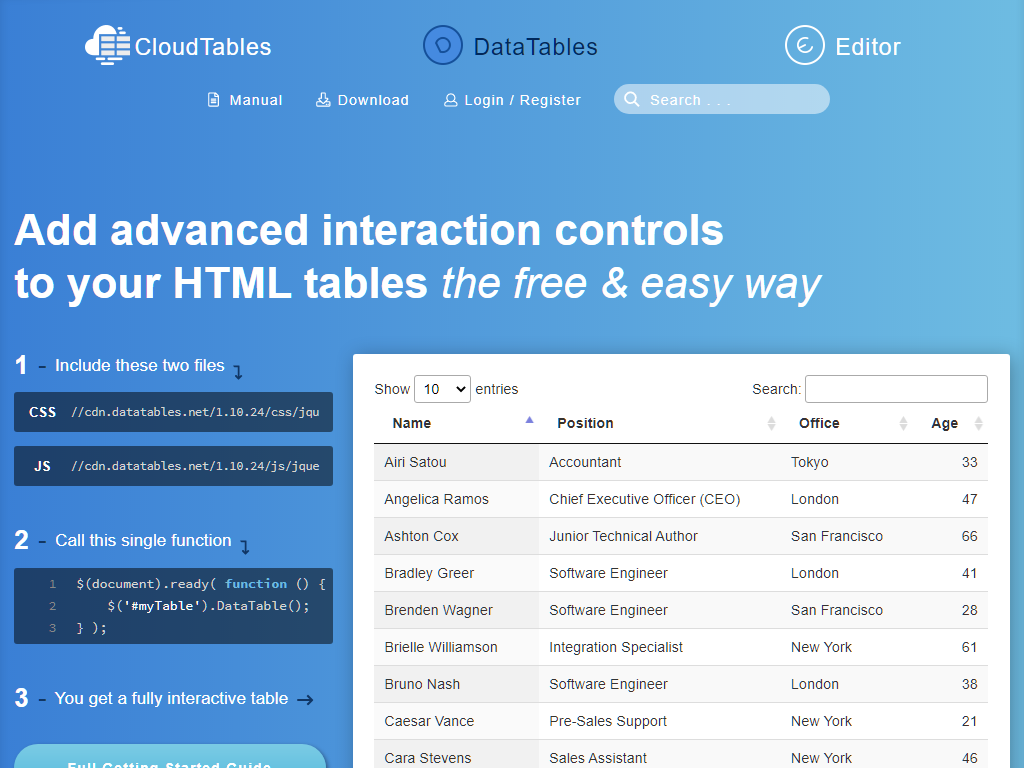 CloudTables
DataTables
Editor
Manual
Download
Login / Register
Search . . .
Add advanced interaction controls
to your HTML tables the free & easy way
1 - Include these two files
CSS //cdn.datatables.net/1.10.24/css/jqu
JS //cdn.datatables.net/1.10.24/js/jque
2 - Call this single function
1 $(document).ready( function () {
2 $('#myTable').DataTable();
3 } );
3 - You get a fully interactive table →
Full Getting Started Guide
Show 10 entries
Search:
Name Position Office Age
Airi Satou Accountant Tokyo 33
Angelica Ramos Chief Executive Officer (CEO) London 47
Ashton Cox Junior Technical Author San Francisco 66
Bradley Greer Software Engineer London 41
Brenden Wagner Software Engineer San Francisco 28
Brielle Williamson Integration Specialist New York 61
Bruno Nash Software Engineer London 38
Caesar Vance Pre-Sales Support New York 21
Cara Stevens Sales Assistant New York 46